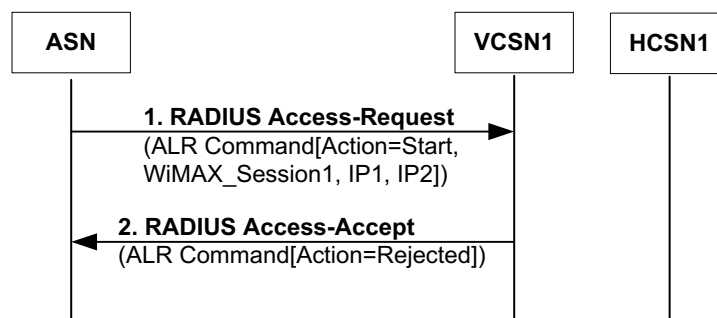 ASN
VCSN1
HCSN1
1. RADIUS Access-Request
(ALR Command[Action=Start,
WiMAX_Session1, IP1, IP2])
2. RADIUS Access-Accept
(ALR Command[Action=Rejected])